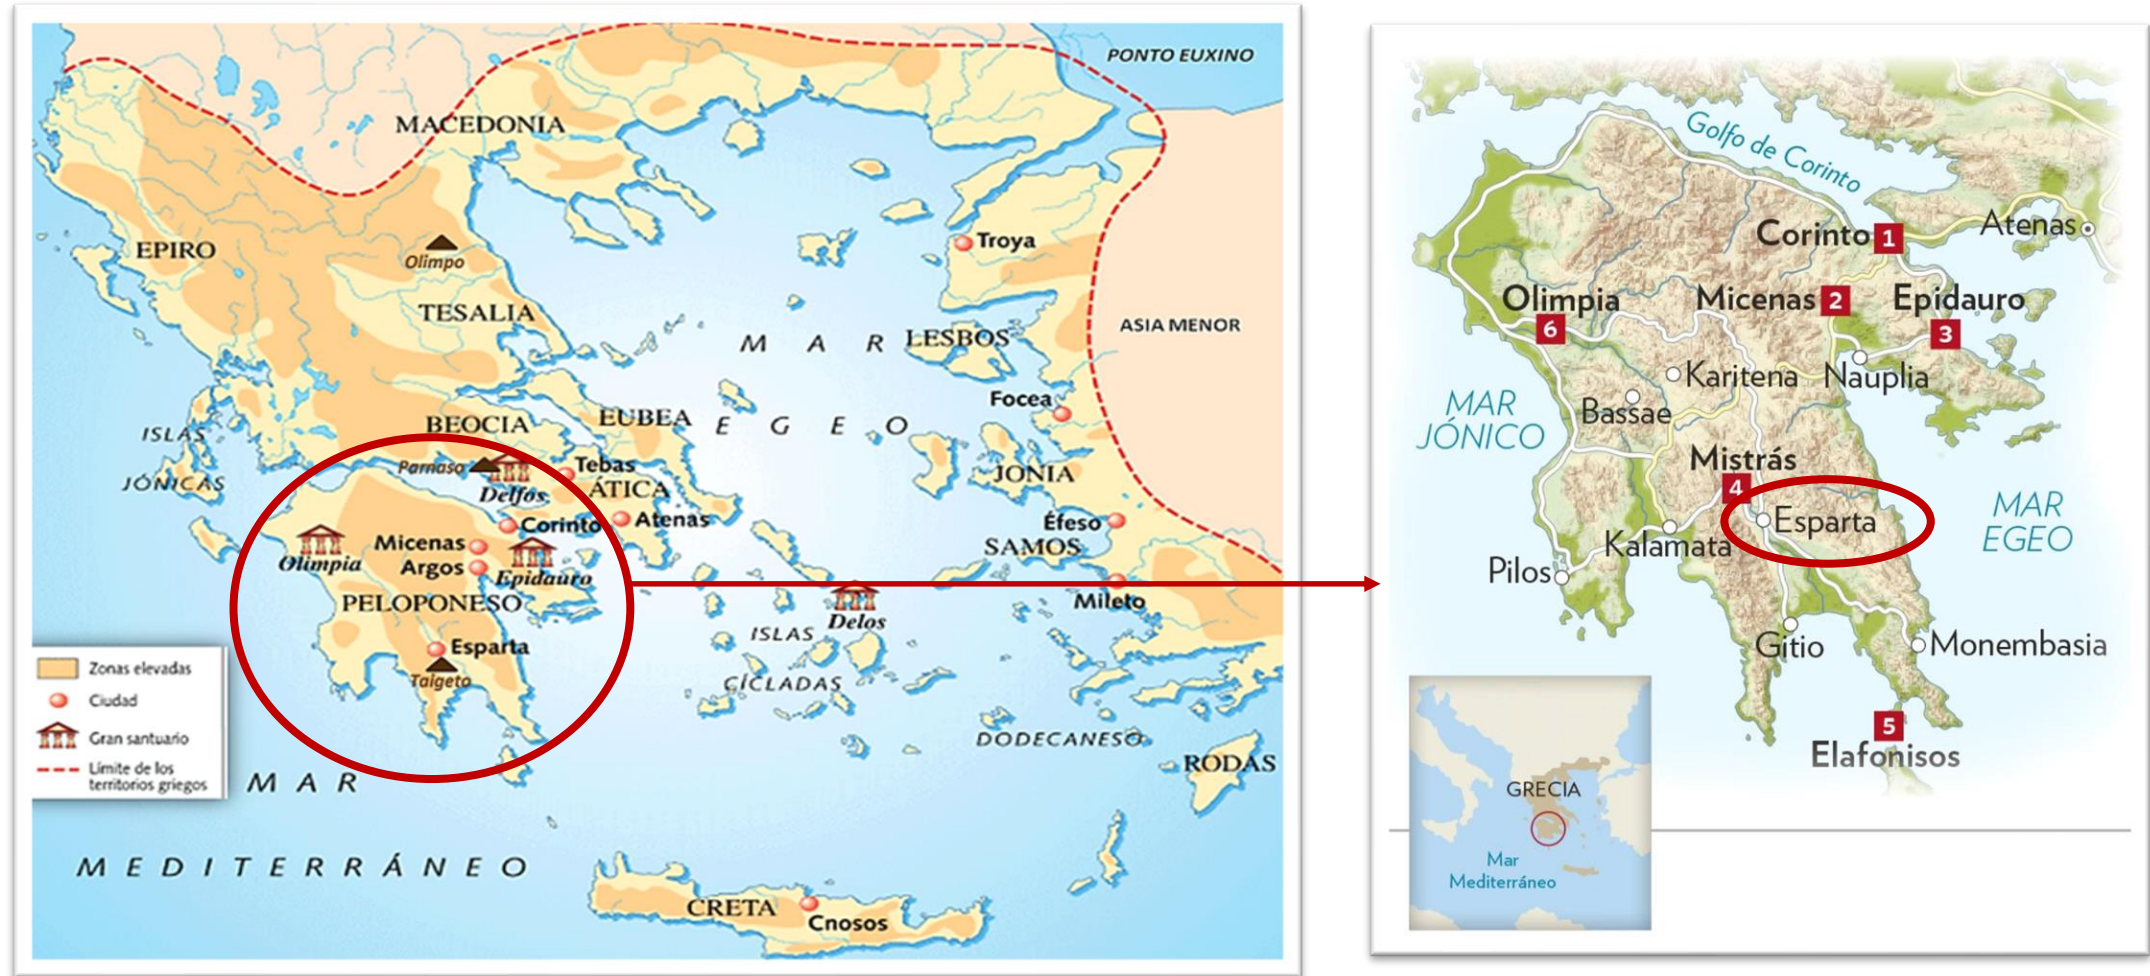 PONTO EUXINO
MACEDONIA
EPIRO
Olimpo
Troya
TESALIA
ASIA MENOR
MAR
LESBOS
Focea
ISLAS
JÓNICAS
BEOCIA
EUBEA
EGEO
Parnaso
Delfos
Tebas
ÁTICA
JONIA
Corinto
Atenas
Éfeso
Olimpia
Micenas
Argos
Epidauro
SAMOS
PELOPONESO
Delos
Mileto
Esparta
Taigeto
ISLAS
CÍCLADAS
DODECANESO
RODAS
Zonas elevadas
Ciudad
Gran santuario
Límite de los
territorios griegos
MAR
MEDITERRÁNEO
CRETA
Cnosos
Golfo de Corinto
Corinto 1
Atenas
Olimpia
6
Micenas 2
Epidauro
3
Karitena
Nauplia
MAR
JÓNICO
Bassae
Mistrás
4
Esparta
MAR
EGEO
Kalamata
Pilos
Gitio
Monembasia
5
Elafonisos
GRECIA
Mar
Mediterráneo